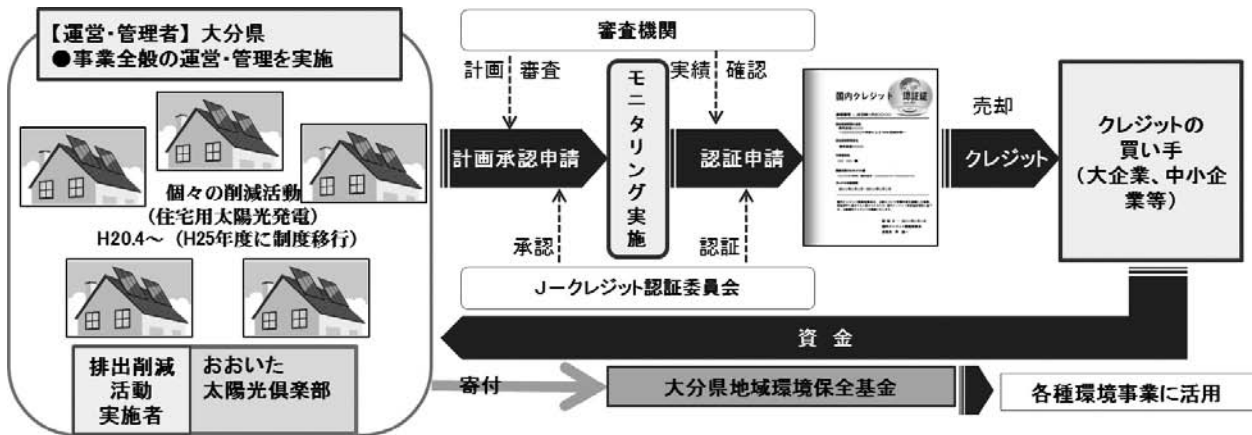 【運営・管理者】 大分県
●事業全般の運営・管理を実施
個々の削減活動
(住宅用太陽光発電)
H20.4～ (H25年度に制度移行)
排出削減
活動
実施者
おおいた
太陽光倶楽部
審査機関
計画 審査
実績 確認
計画承認申請
モニタリング実施
認証申請
承認
認証
J－クレジット認証委員会
国内クレジット 認証証
売却
クレジット
クレジットの
買い手
(大企業、中小企
業等)
資 金
寄付
大分県地域環境保全基金
各種環境事業に活用